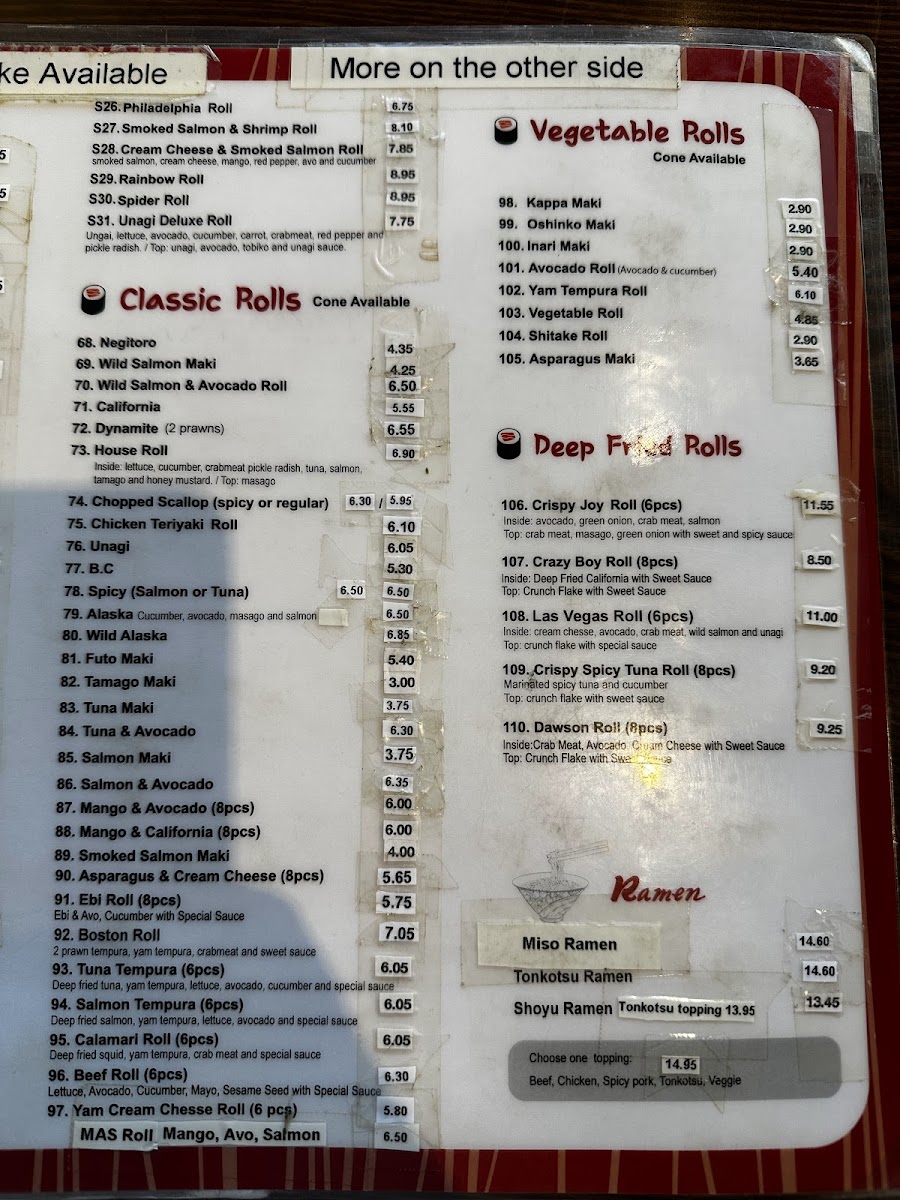 ke Available
More on the other side
S26. Philadelphia Roll 6.75
S27. Smoked Salmon & Shrimp Roll 8.10
S28. Cream Cheese & Smoked Salmon Roll 7.85
smoked salmon, cream cheese, mango, red pepper, avo and cucumber
S29. Rainbow Roll 8.95
S30. Spider Roll 8.95
S31. Unagi Deluxe Roll 7.75
Ungai, lettuce, avocado, cucumber, carrot, crabmeat, red pepper and
pickle radish. / Top: unagi, avocado, tobiko and unagi sauce.
Classic Rolls Cone Available
68. Negitoro 4.35
69. Wild Salmon Maki 4.25
70. Wild Salmon & Avocado Roll 6.50
71. California 5.55
72. Dynamite (2 prawns) 6.55
73. House Roll 6.90
Inside: lettuce, cucumber, crabmeat pickle radish, tuna, salmon,
tamago and honey mustard. / Top: masago
74. Chopped Scallop (spicy or regular) 6.30 / 5.95
75. Chicken Teriyaki Roll 6.10
76. Unagi 6.05
77. B.C 5.30
78. Spicy (Salmon or Tuna) 6.50 6.50
79. Alaska Cucumber, avocado, masago and salmon 6.50
80. Wild Alaska 6.85
81. Futo Maki 5.40
82. Tamago Maki 3.00
83. Tuna Maki 3.75
84. Tuna & Avocado 6.30
85. Salmon Maki 3.75
86. Salmon & Avocado 6.35
87. Mango & Avocado (8pcs) 6.00
88. Mango & California (8pcs) 6.00
89. Smoked Salmon Maki 4.00
90. Asparagus & Cream Cheese (8pcs) 5.65
91. Ebi Roll (8pcs) 5.75
Ebi & Avo, Cucumber with Special Sauce
92. Boston Roll 7.05
2 prawn tempura, yam tempura, crabmeat and sweet sauce
93. Tuna Tempura (6pcs) 6.05
Deep fried tuna, yam tempura, lettuce, avocado, cucumber and special sauce
94. Salmon Tempura (6pcs) 6.05
Deep fried salmon, yam tempura, lettuce, avocado and special sauce
95. Calamari Roll (6pcs) 6.05
Deep fried squid, yam tempura, crab meat and special sauce
96. Beef Roll (6pcs) 6.30
Lettuce, Avocado, Cucumber, Mayo, Sesame Seed with Special Sauce
97. Yam Cream Chesse Roll (6 pcs) 5.80
MAS Roll Mango, Avo, Salmon 6.50
Vegetable Rolls
Cone Available
98. Kappa Maki 2.90
99. Oshinko Maki 2.90
100. Inari Maki 2.90
101. Avocado Roll (Avocado & cucumber) 5.40
102. Yam Tempura Roll 6.10
103. Vegetable Roll 4.85
104. Shitake Roll 2.90
105. Asparagus Maki 3.65
Deep Fried Rolls
106. Crispy Joy Roll (6pcs) 11.55
Inside: avocado, green onion, crab meat, salmon
Top: crab meat, masago, green onion with sweet and spicy sauce
107. Crazy Boy Roll (8pcs) 8.50
Inside: Deep Fried California with Sweet Sauce
Top: Crunch Flake with Sweet Sauce
108. Las Vegas Roll (6pcs) 11.00
Inside: cream chesse, avocado, crab meat, wild salmon and unagi
Top: crunch flake with special sauce
109. Crispy Spicy Tuna Roll (8pcs) 9.20
Marinated spicy tuna and cucumber
Top: crunch flake with sweet sauce
110. Dawson Roll (8pcs) 9.25
Inside:Crab Meat, Avocado, Cream Cheese with Sweet Sauce
Top: Crunch Flake with Sweet Sauce
Ramen
Miso Ramen 14.60
Tonkotsu Ramen 14.60
Shoyu Ramen Tonkotsu topping 13.95 13.45
Choose one topping: 14.95
Beef, Chicken, Spicy pork, Tonkotsu, Veggie